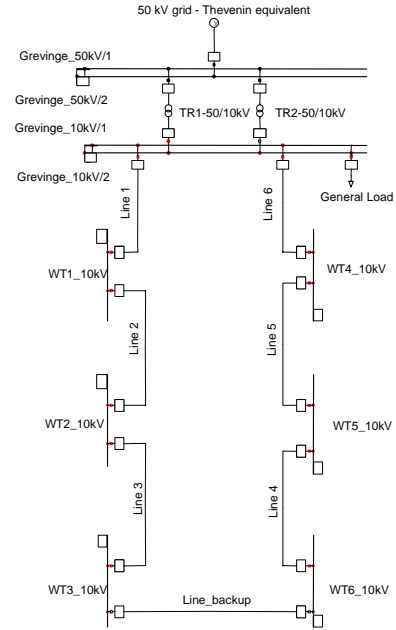 50 kV grid - Thevenin equivalent
Grevinge_50kV/1
Grevinge_50kV/2
TR1-50/10kV
TR2-50/10kV
Grevinge_10kV/1
Grevinge_10kV/2
General Load
Line 1
Line 6
WT1_10kV
WT4_10kV
Line 2
Line 5
WT2_10kV
WT5_10kV
Line 3
Line 4
WT3_10kV
Line_backup
WT6_10kV